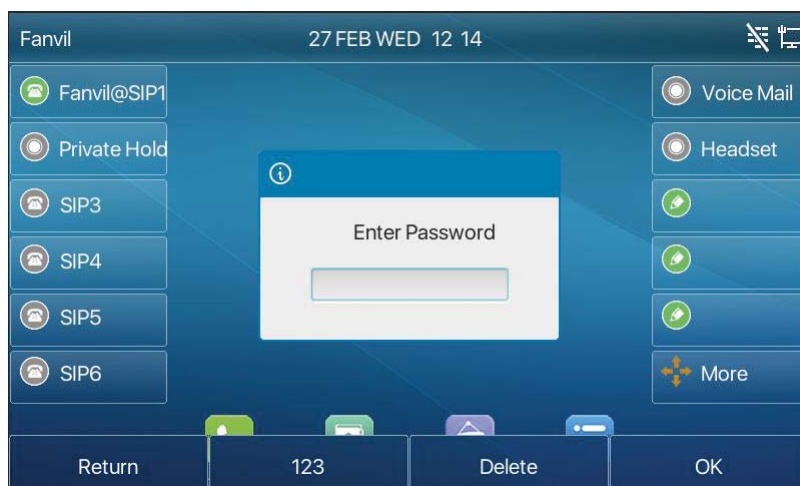 Fanvil 27 FEB WED 12 14
Fanvil@SIP1
Private Hold
SIP3
SIP4
SIP5
SIP6
Enter Password
Voice Mail
Headset
More
Return 123 Delete OK